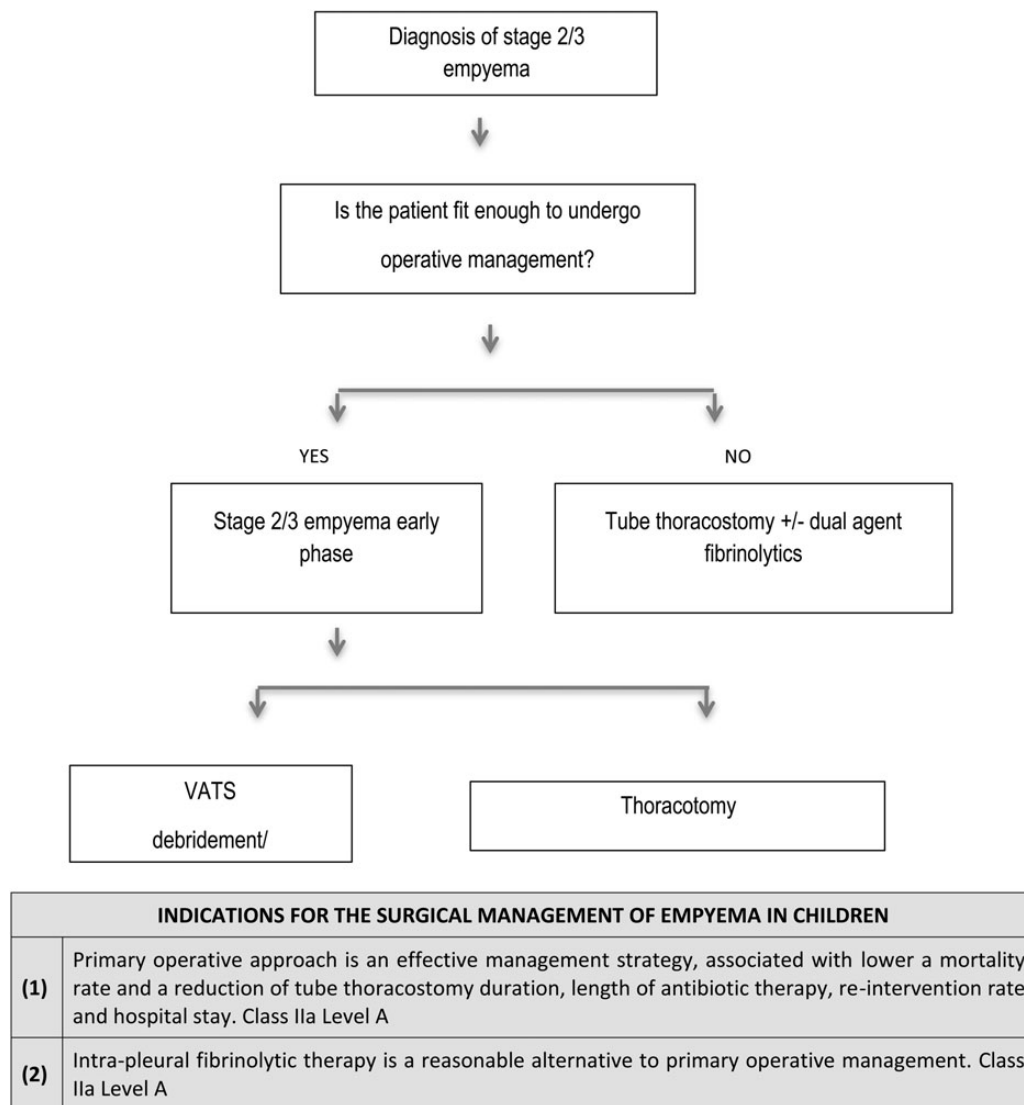 Diagnosis of stage 2/3
empyema
Is the patient fit enough to undergo
operative management?
YES
NO
Stage 2/3 empyema early
phase
Tube thoracostomy +/- dual agent
fibrinolytics
VATS
debridement/
Thoracotomy
INDICATIONS FOR THE SURGICAL MANAGEMENT OF EMPYEMA IN CHILDREN
(1)
Primary operative approach is an effective management strategy, associated with lower a mortality
rate and a reduction of tube thoracostomy duration, length of antibiotic therapy, re-intervention rate
and hospital stay. Class IIa Level A
(2)
Intra-pleural fibrinolytic therapy is a reasonable alternative to primary operative management. Class
IIa Level A